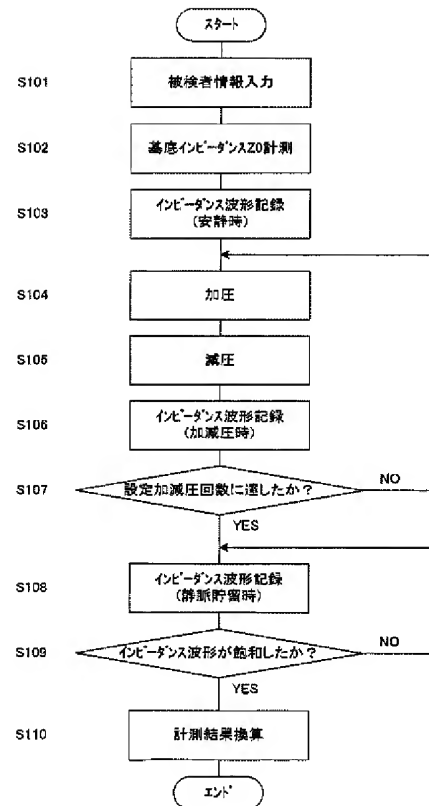 スタート
S101
被検者情報入力
S102
基底インピーダンスZ0計測
S103
インピーダンス波形記録
(安静時)
S104
加圧
S105
減圧
S106
インピーダンス波形記録
(加減圧時)
S107
設定加減圧回数に達したか?
NO
YES
S108
インピーダンス波形記録
(静脈貯留時)
S109
インピーダンス波形が飽和したか?
NO
YES
S110
計測結果換算
エンド